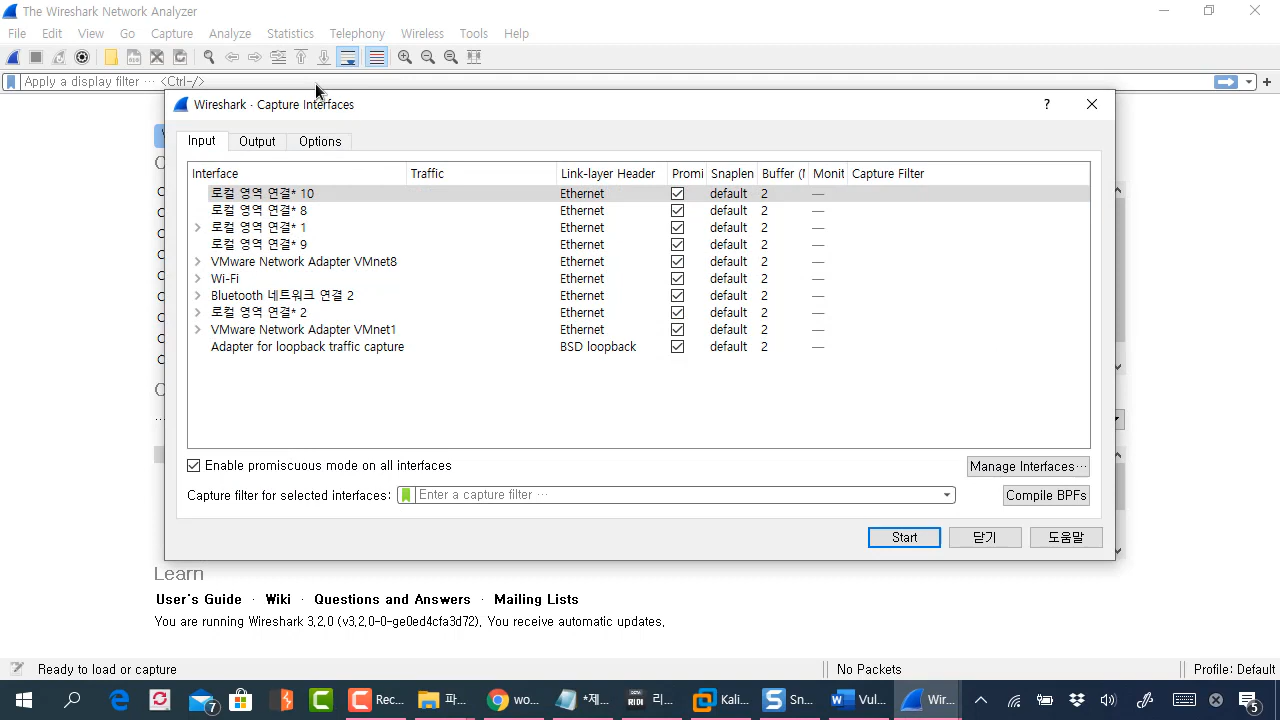 The Wireshark Network Analyzer
File Edit View Go Capture Analyze Statistics Telephony Wireless Tools Help
Apply a display filter ··· <Ctrl-/>
Wireshark · Capture Interfaces
Input Output Options
Interface Traffic Link-layer Header Promi Snaplen Buffer (M Monit Capture Filter
로컬 영역 연결* 10 Ethernet default 2 —
로컬 영역 연결* 8 Ethernet default 2 —
로컬 영역 연결* 1 Ethernet default 2 —
로컬 영역 연결* 9 Ethernet default 2 —
VMware Network Adapter VMnet8 Ethernet default 2 —
Wi-Fi Ethernet default 2 —
Bluetooth 네트워크 연결 2 Ethernet default 2 —
로컬 영역 연결* 2 Ethernet default 2 —
VMware Network Adapter VMnet1 Ethernet default 2 —
Adapter for loopback traffic capture BSD loopback default 2 —
Enable promiscuous mode on all interfaces
Manage Interfaces···
Capture filter for selected interfaces: Enter a capture filter ···
Compile BPFs
Start 닫기 도움말
Learn
User's Guide · Wiki · Questions and Answers · Mailing Lists
You are running Wireshark 3.2.0 (v3.2.0-0-ge0ed4cfa3d72). You receive automatic updates.
Ready to load or capture No Packets Profile: Default
7 Rec... 파... wo... *제... RIDI 리... Kali... Sn... Vul... Wir... 5